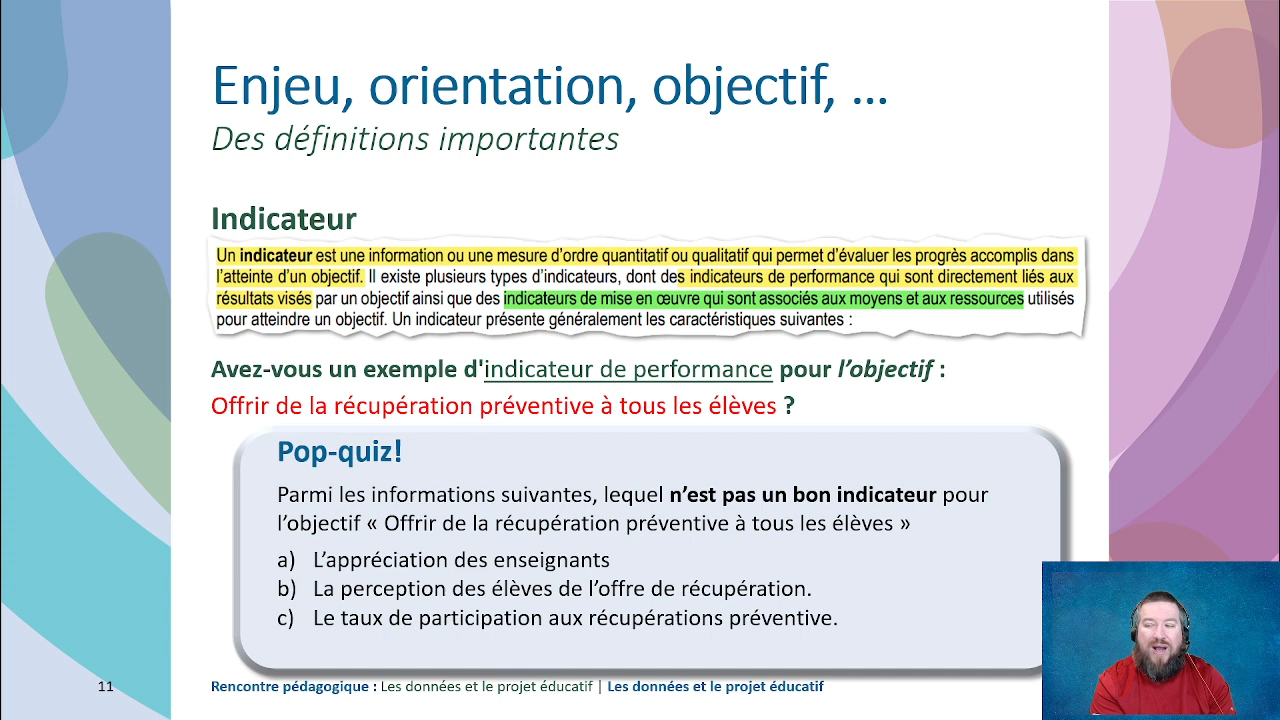 Enjeu, orientation, objectif, ...
Des définitions importantes
Indicateur
Un indicateur est une information ou une mesure d'ordre quantitatif ou qualitatif qui permet d'évaluer les progrès accomplis dans
l'atteinte d'un objectif. Il existe plusieurs types d'indicateurs, dont des indicateurs de performance qui sont directement liés aux
résultats visés par un objectif ainsi que des indicateurs de mise en œuvre qui sont associés aux moyens et aux ressources utilisés
pour atteindre un objectif. Un indicateur présente généralement les caractéristiques suivantes :
Avez-vous un exemple d'indicateur de performance pour l'objectif :
Offrir de la récupération préventive à tous les élèves ?
Pop-quiz!
Parmi les informations suivantes, lequel n'est pas un bon indicateur pour
l'objectif « Offrir de la récupération préventive à tous les élèves »
a) L'appréciation des enseignants
b) La perception des élèves de l'offre de récupération.
c) Le taux de participation aux récupérations préventive.
11
Rencontre pédagogique : Les données et le projet éducatif | Les données et le projet éducatif